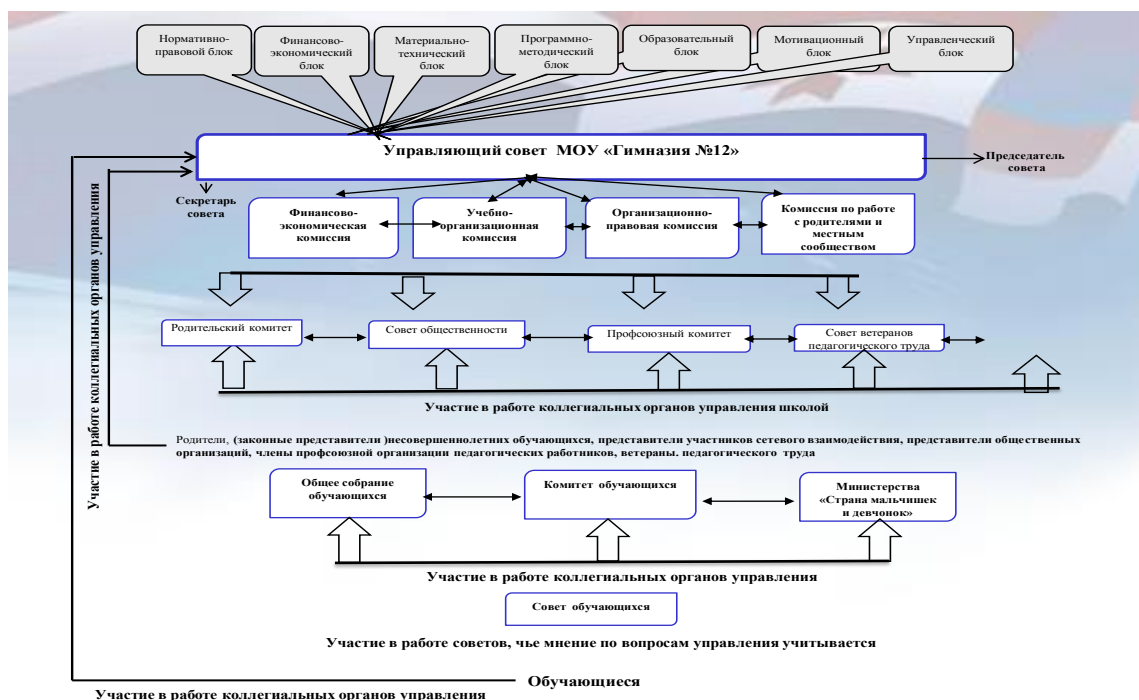 Нормативно-
правовой блок
Финансово-
экономический
блок
Материально-
технический
блок
Программно-
методический
блок
Образовательный
блок
Мотивационный
блок
Управленческий
блок
Управляющий совет МОУ «Гимназия №12»
Председатель
совета
Секретарь
совета
Финансово-
экономическая
комиссия
Учебно-
организационная
комиссия
Организационно-
правовая комиссия
Комиссия по работе
с родителями и
местным
сообществом
Родительский комитет
Совет общественности
Профсоюзный комитет
Совет ветеранов
педагогического труда
Участие в работе коллегиальных органов управления школой
Участие в работе коллегиальных органов управления
Родители, (законные представители )несовершеннолетних обучающихся, представители участников сетевого взаимодействия, представители общественных
организаций, члены профсоюзной организации педагогических работников, ветераны. педагогического труда
Общее собрание
обучающихся
Комитет обучающихся
Министерства
«Страна мальчишек
и девчонок»
Участие в работе коллегиальных органов управления
Совет обучающихся
Участие в работе советов, чье мнение по вопросам управления учитывается
Обучающиеся
Участие в работе коллегиальных органов управления